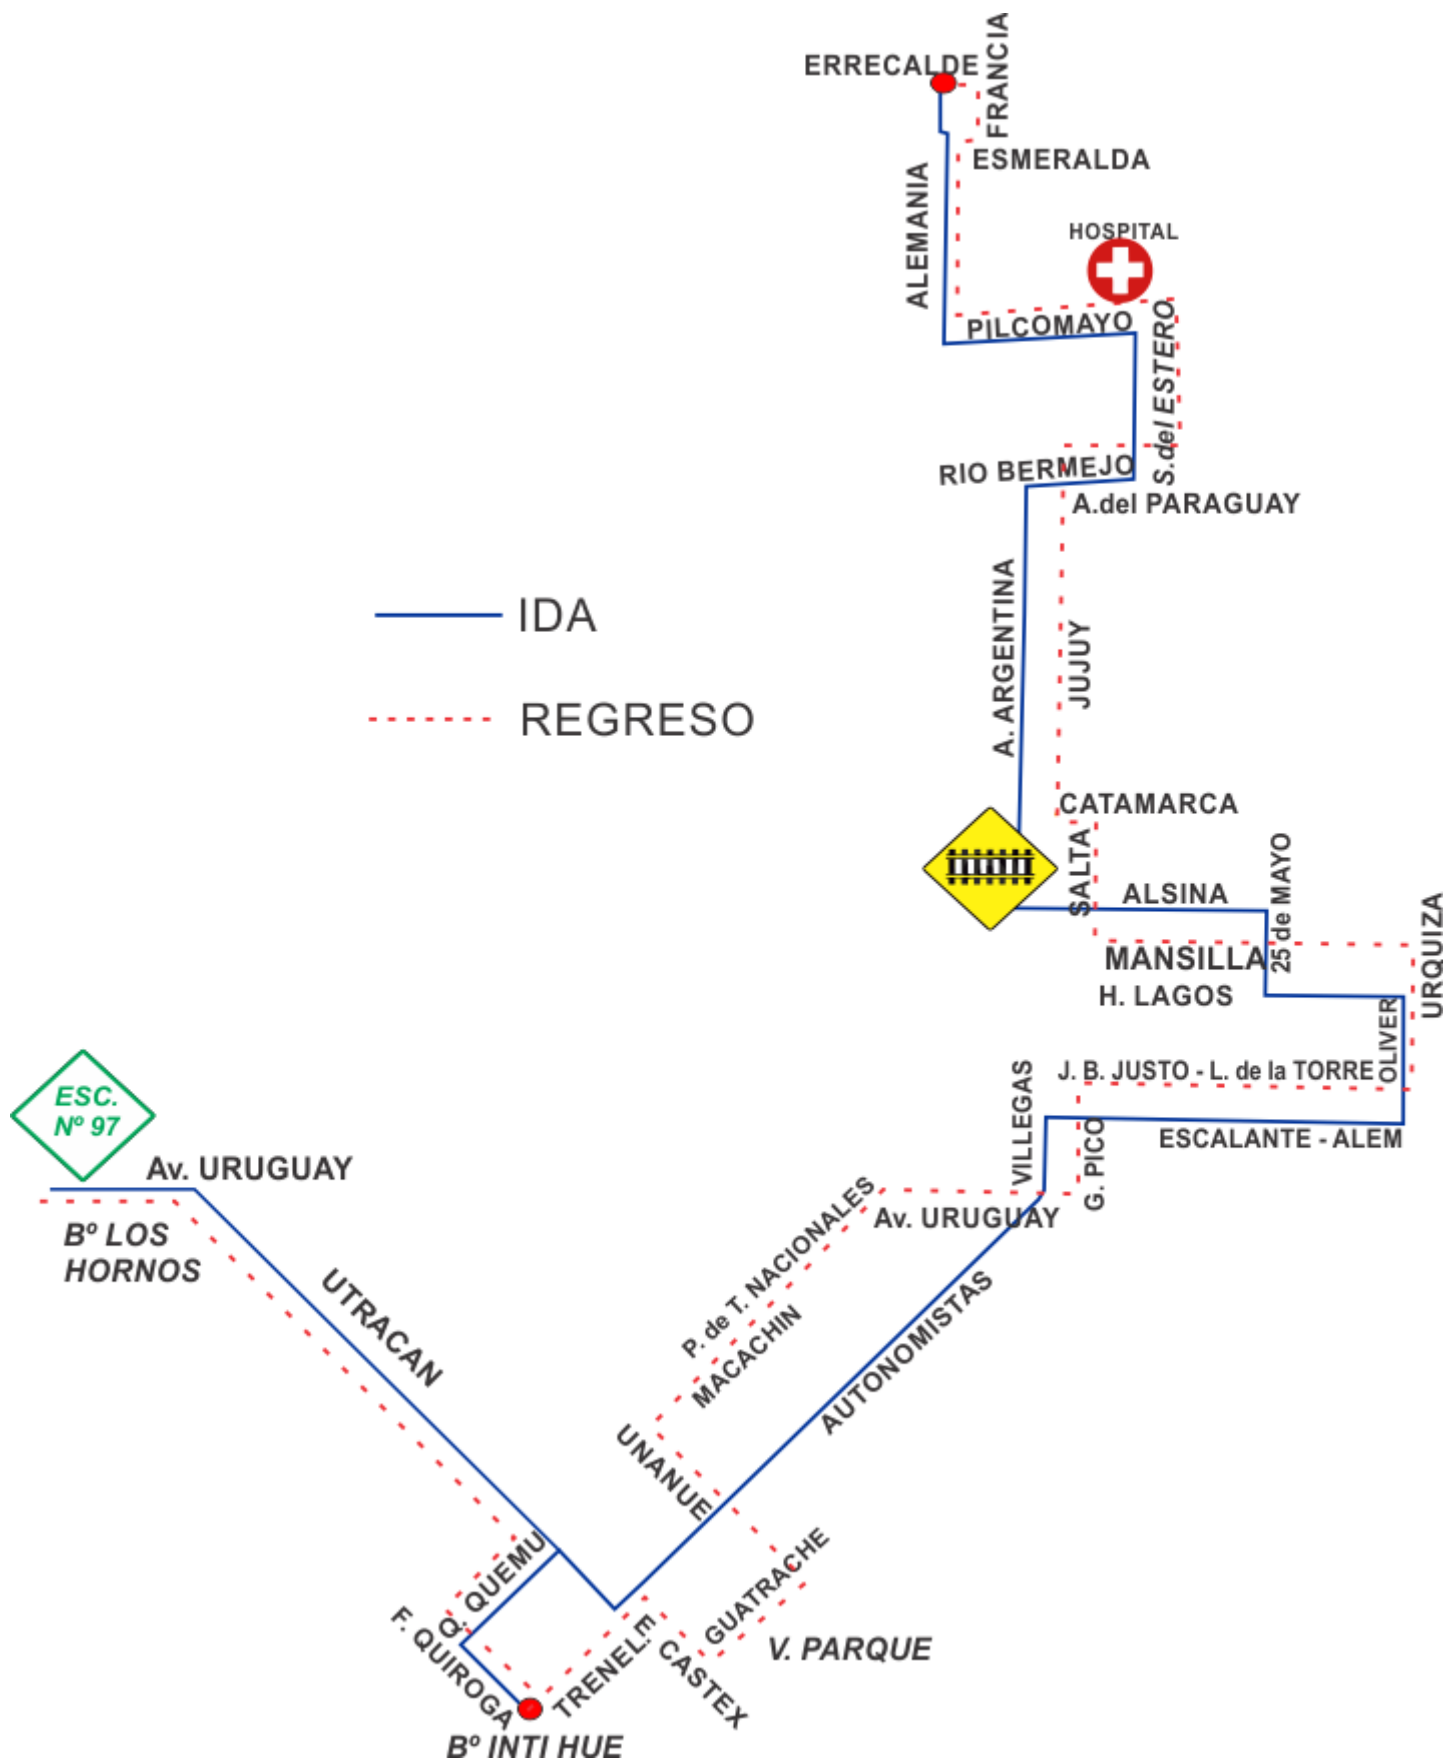 ERRECALDE
FRANCIA
ESMERALDA
ALEMANIA
HOSPITAL
PILCOMAYO
S.del ESTERO
RIO BERMEJO
A.del PARAGUAY
A. ARGENTINA
JUJUY
IDA
REGRESO
CATAMARCA
SALTA
ALSINA
25 de MAYO
URQUIZA
MANSILLA
H. LAGOS
OLIVER
J. B. JUSTO - L. de la TORRE
VILLEGAS
G. PICO
ESCALANTE - ALEM
ESC.
Nº 97
Av. URUGUAY
Bº LOS
HORNOS
UTRACAN
P. de T. NACIONALES
Av. URUGUAY
MACACHIN
AUTONOMISTAS
UNANUE
GUATRACHE
Q. QUEMU
F. QUIROGA
TRENEL
E. CASTEX
V. PARQUE
Bº INTI HUE